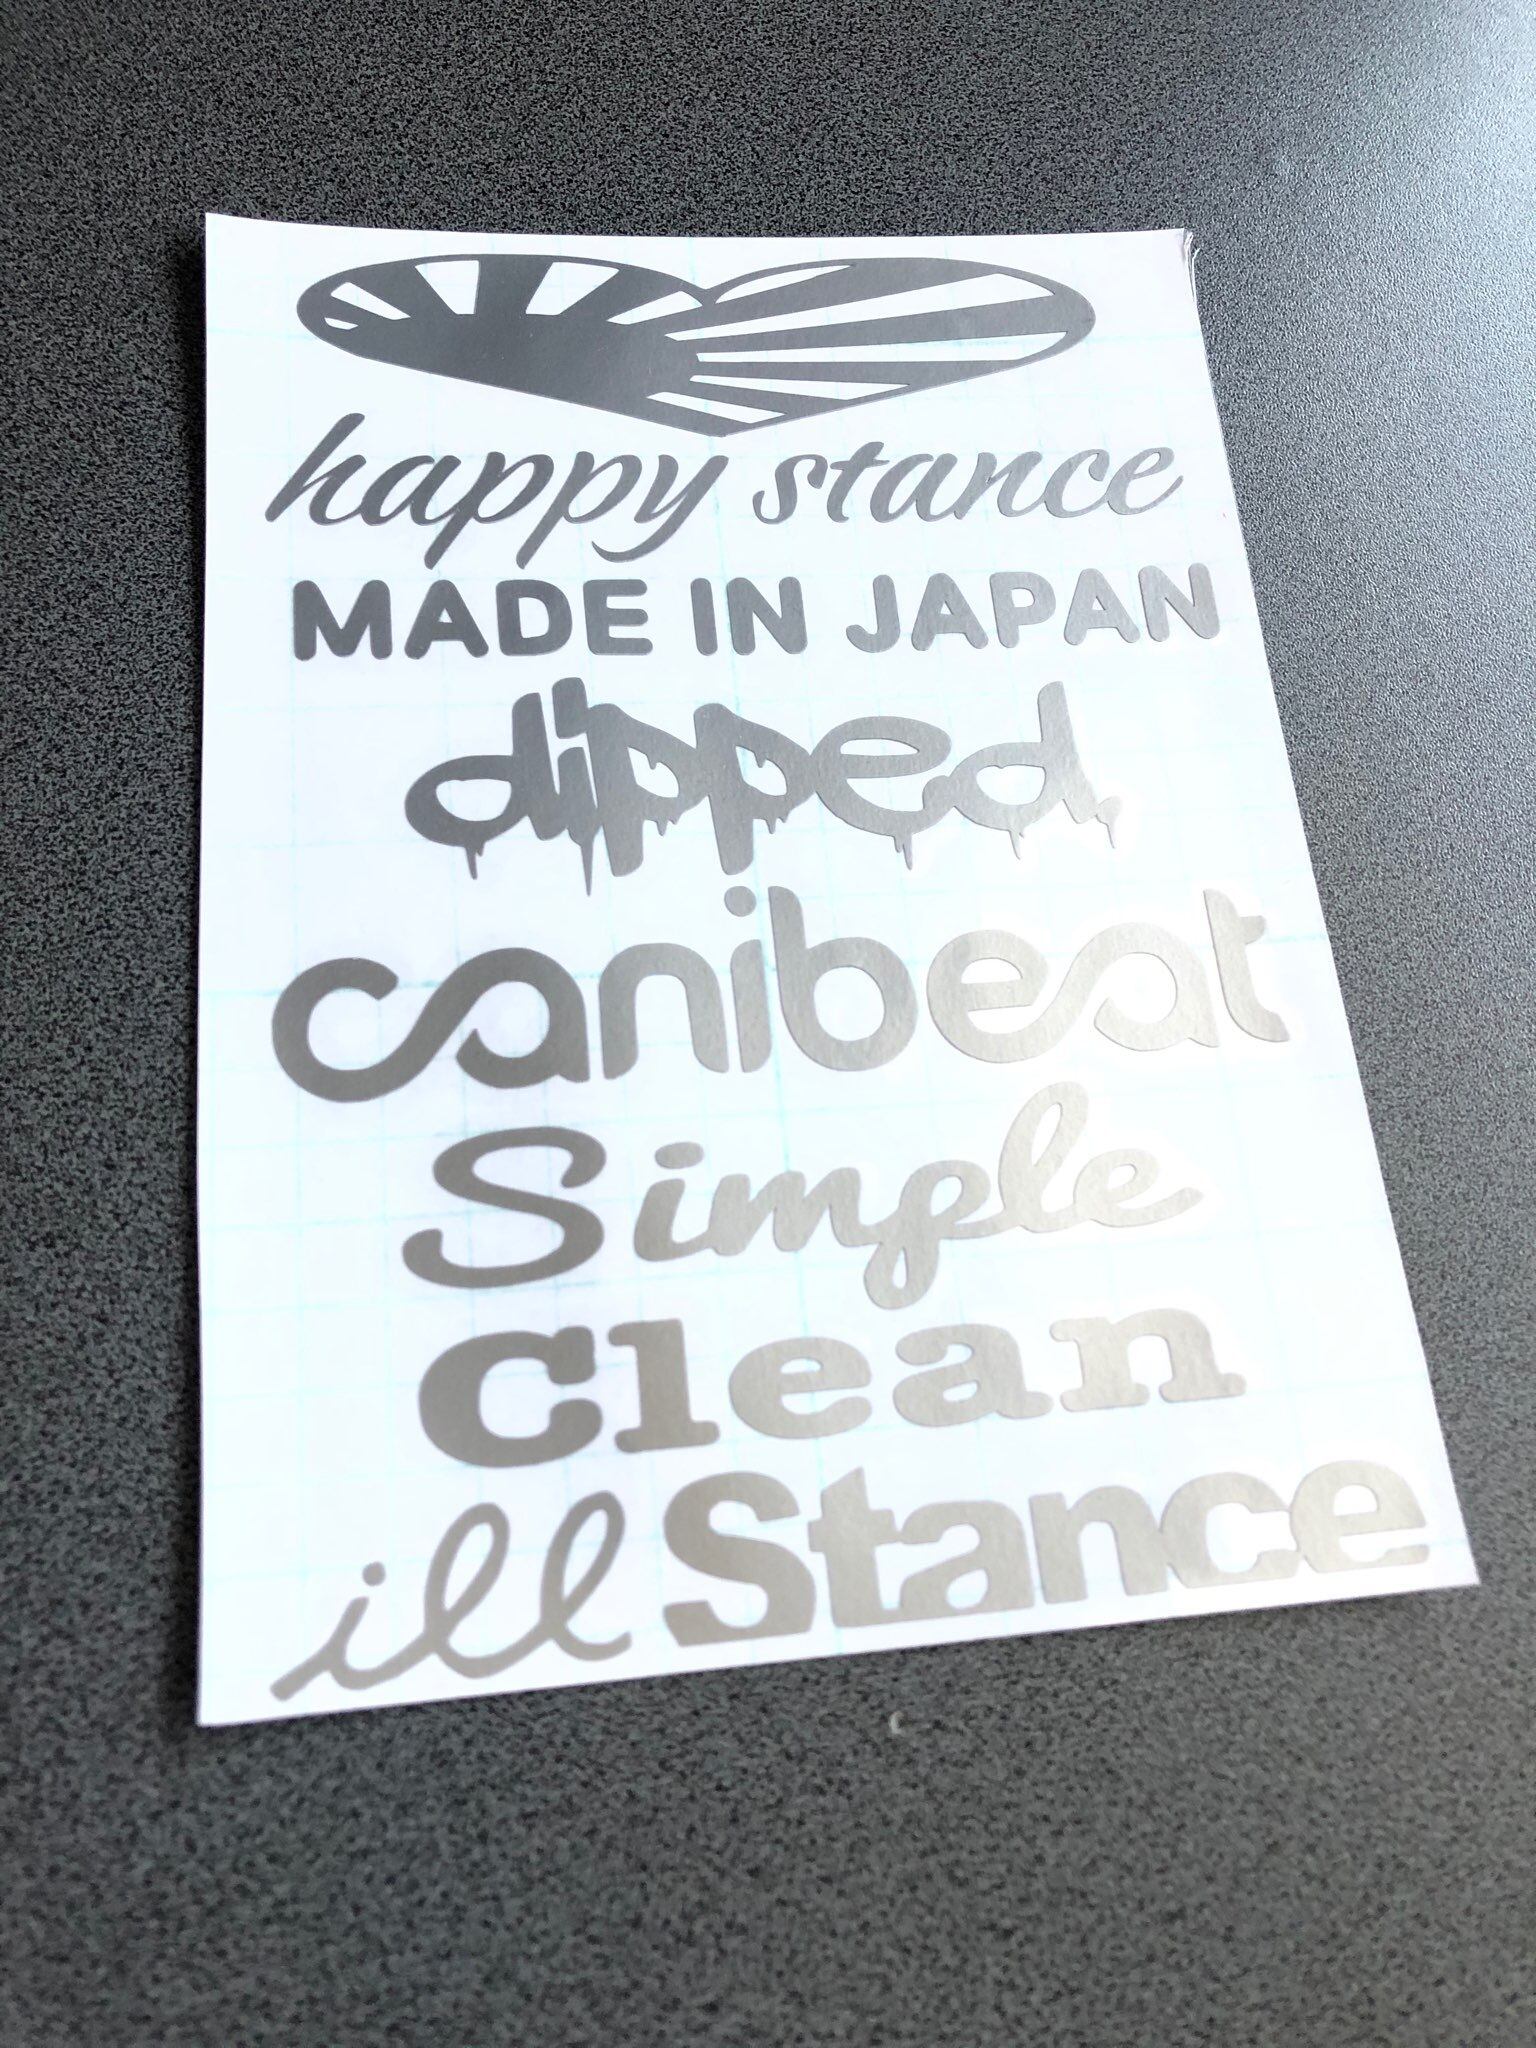 happy stance
MADE IN JAPAN
dipped.
canibeat
Simple
Clean
ill Stance